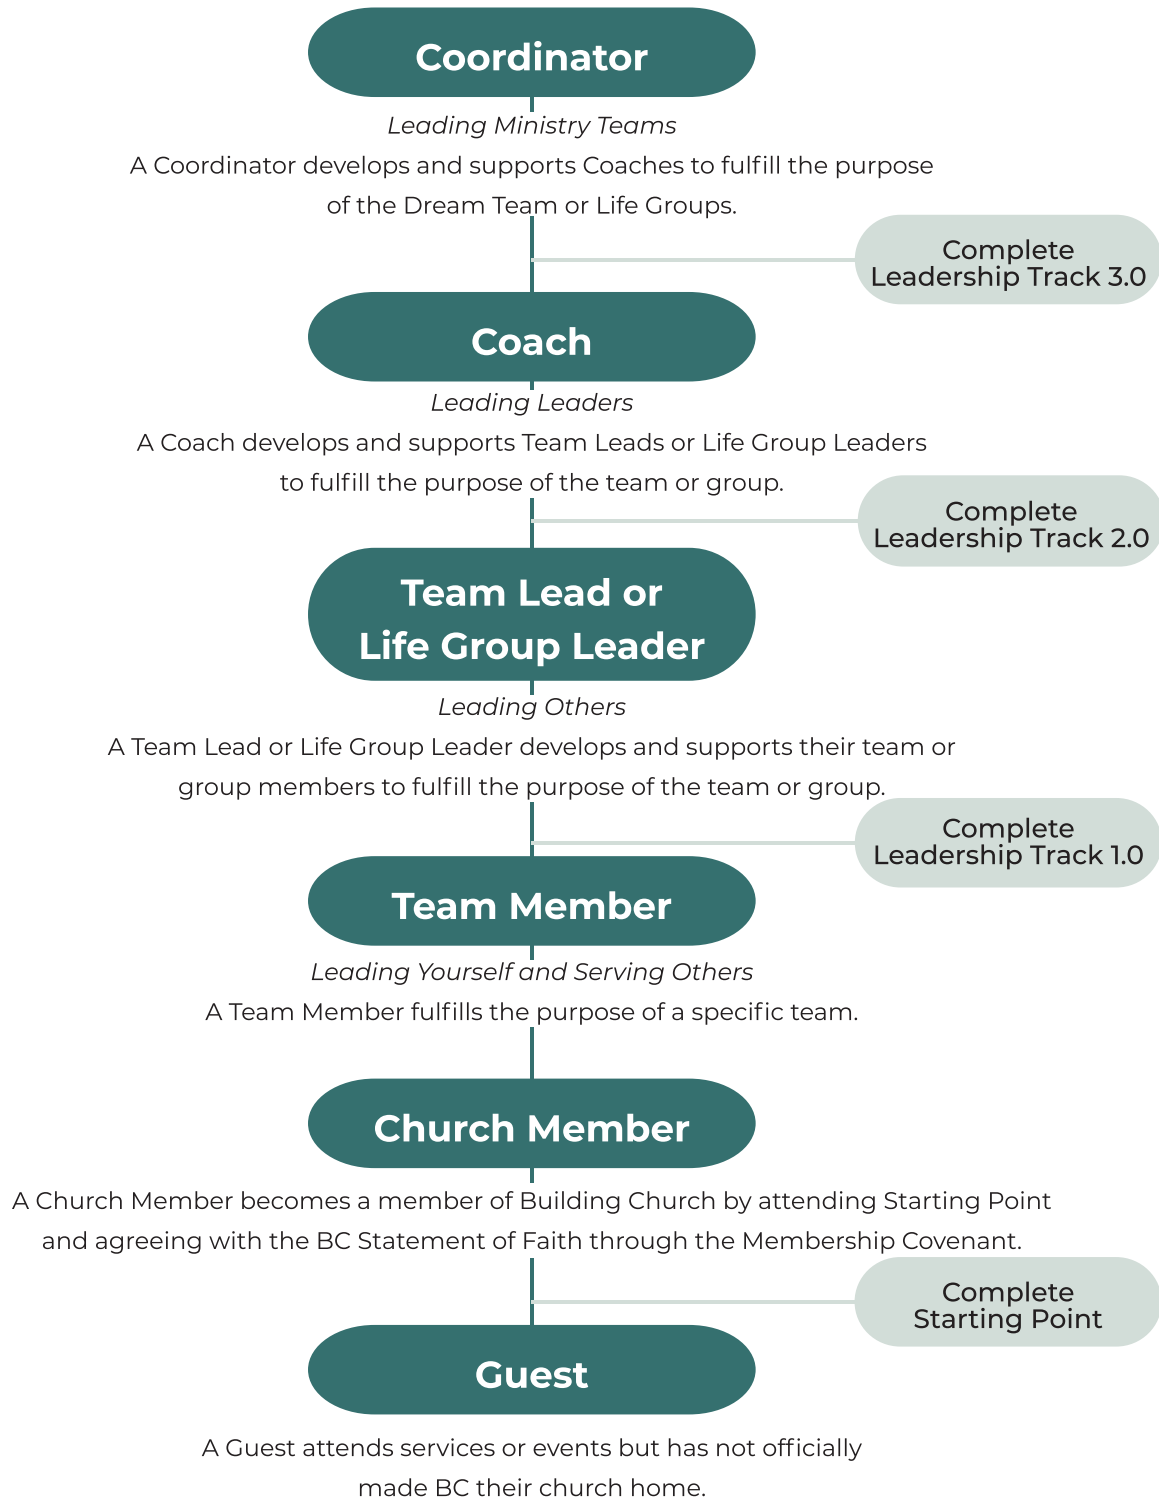 Coordinator
Leading Ministry Teams
A Coordinator develops and supports Coaches to fulfill the purpose
of the Dream Team or Life Groups.
Complete
Leadership Track 3.0
Coach
Leading Leaders
A Coach develops and supports Team Leads or Life Group Leaders
to fulfill the purpose of the team or group.
Complete
Leadership Track 2.0
Team Lead or
Life Group Leader
Leading Others
A Team Lead or Life Group Leader develops and supports their team or
group members to fulfill the purpose of the team or group.
Complete
Leadership Track 1.0
Team Member
Leading Yourself and Serving Others
A Team Member fulfills the purpose of a specific team.
Church Member
A Church Member becomes a member of Building Church by attending Starting Point
and agreeing with the BC Statement of Faith through the Membership Covenant.
Complete
Starting Point
Guest
A Guest attends services or events but has not officially
made BC their church home.